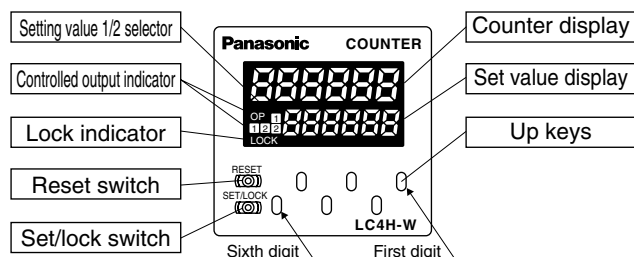 Setting value 1/2 selector
Controlled output indicator
Lock indicator
Reset switch
Set/lock switch
Panasonic COUNTER
888888
OP 1
1 2 2 888888
LOCK
RESET
SET/LOCK
LC4H-W
Sixth digit First digit
Counter display
Set value display
Up keys